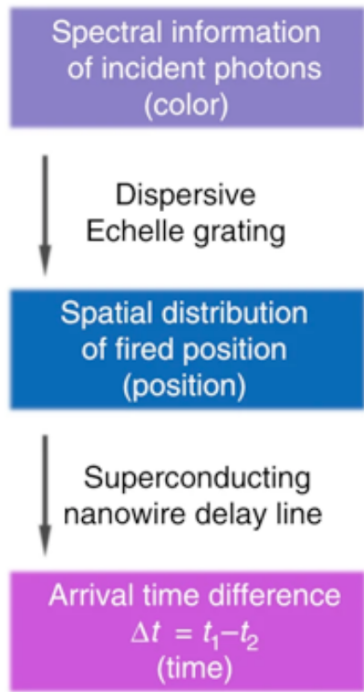 Spectral information
of incident photons
(color)
Dispersive
Echelle grating
Spatial distribution
of fired position
(position)
Superconducting
nanowire delay line
Arrival time difference
Δt = t₁–t₂
(time)